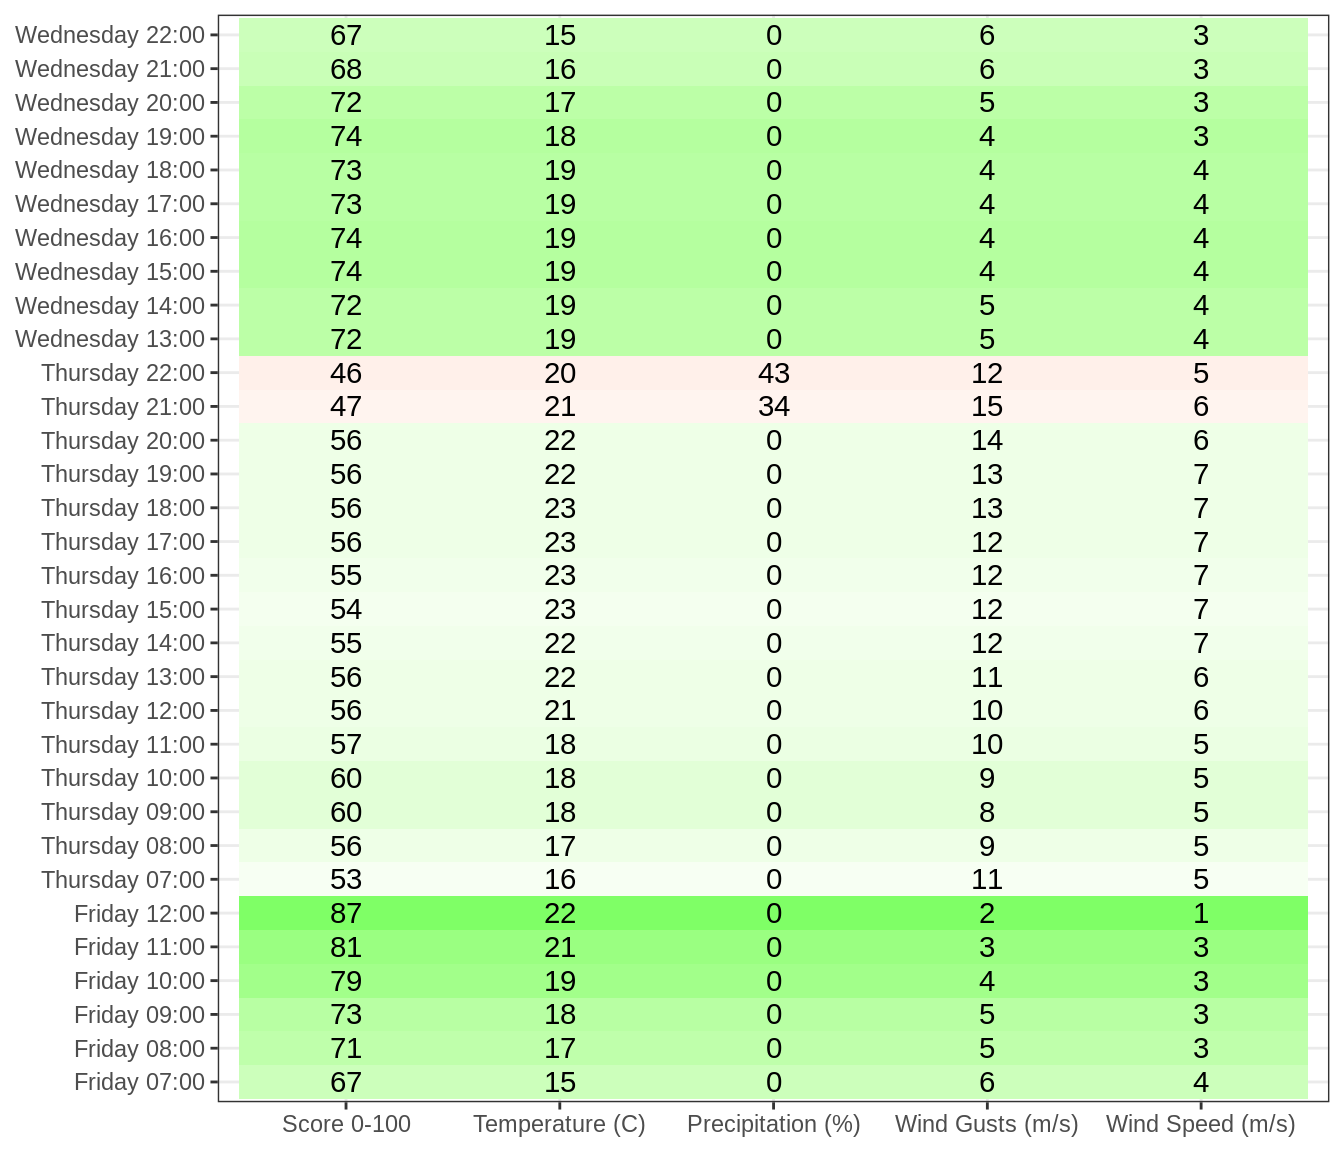 Wednesday 22:00 67 15 0 6 3
Wednesday 21:00 68 16 0 6 3
Wednesday 20:00 72 17 0 5 3
Wednesday 19:00 74 18 0 4 3
Wednesday 18:00 73 19 0 4 4
Wednesday 17:00 73 19 0 4 4
Wednesday 16:00 74 19 0 4 4
Wednesday 15:00 74 19 0 4 4
Wednesday 14:00 72 19 0 5 4
Wednesday 13:00 72 19 0 5 4
Thursday 22:00 46 20 43 12 5
Thursday 21:00 47 21 34 15 6
Thursday 20:00 56 22 0 14 6
Thursday 19:00 56 22 0 13 7
Thursday 18:00 56 23 0 13 7
Thursday 17:00 56 23 0 12 7
Thursday 16:00 55 23 0 12 7
Thursday 15:00 54 23 0 12 7
Thursday 14:00 55 22 0 12 7
Thursday 13:00 56 22 0 11 6
Thursday 12:00 56 21 0 10 6
Thursday 11:00 57 18 0 10 5
Thursday 10:00 60 18 0 9 5
Thursday 09:00 60 18 0 8 5
Thursday 08:00 56 17 0 9 5
Thursday 07:00 53 16 0 11 5
Friday 12:00 87 22 0 2 1
Friday 11:00 81 21 0 3 3
Friday 10:00 79 19 0 4 3
Friday 09:00 73 18 0 5 3
Friday 08:00 71 17 0 5 3
Friday 07:00 67 15 0 6 4
Score 0-100 Temperature (C) Precipitation (%) Wind Gusts (m/s) Wind Speed (m/s)